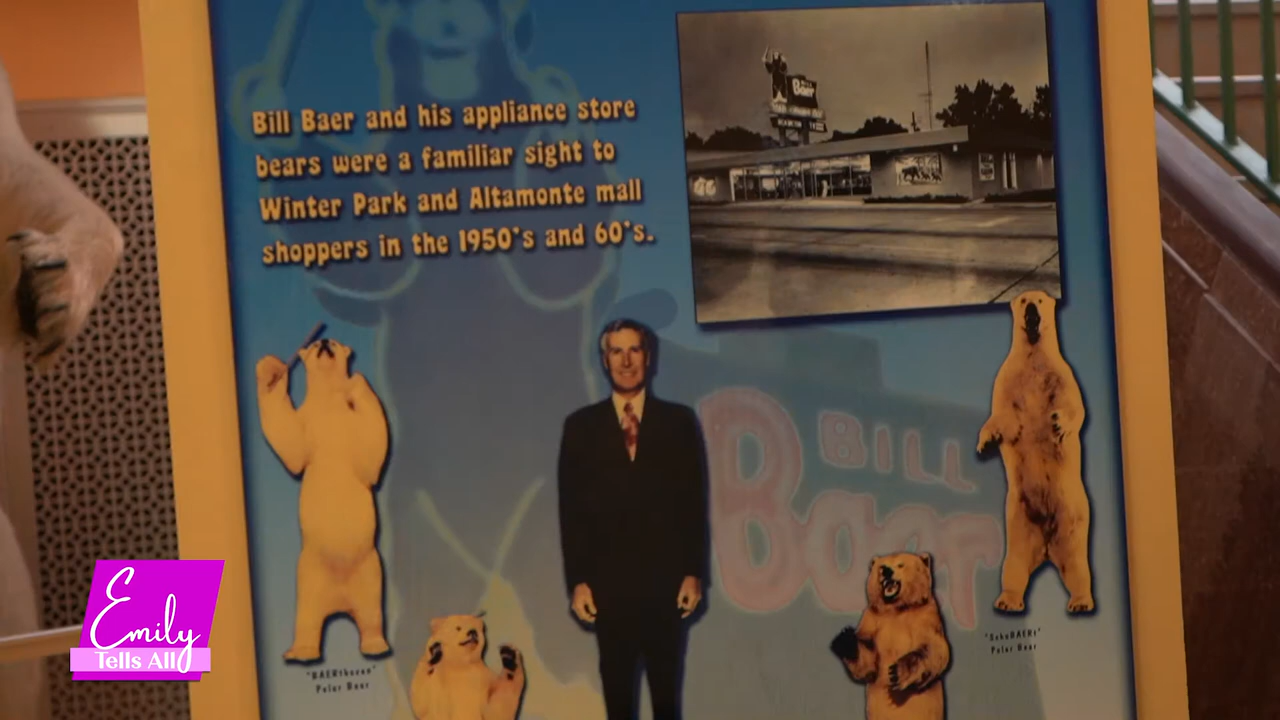 Bill Baer and his appliance store
bears were a familiar sight to
Winter Park and Altamonte mall
shoppers in the 1950's and 60's.
Baer
BILL
Baer
"BAERthoven"
Polar Bear
"SchuBAERt"
Polar Bear
Emily
Tells All